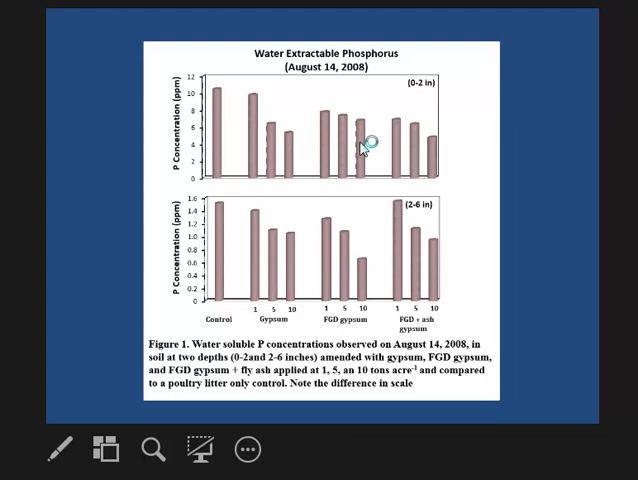 Water Extractable Phosphorus
(August 14, 2008)
P Concentration (ppm)
12
10
8
6
4
2
0
(0-2 in)
P Concentration (ppm)
1.6
1.4
1.2
1.0
0.8
0.6
0.4
0.2
0
(2-6 in)
1 5 10 1 5 10 1 5 10
Control Gypsum FGD gypsum FGD + ash
gypsum
Figure 1. Water soluble P concentrations observed on August 14, 2008, in
soil at two depths (0-2and 2-6 inches) amended with gypsum, FGD gypsum,
and FGD gypsum + fly ash applied at 1, 5, an 10 tons acre-1 and compared
to a poultry litter only control. Note the difference in scale